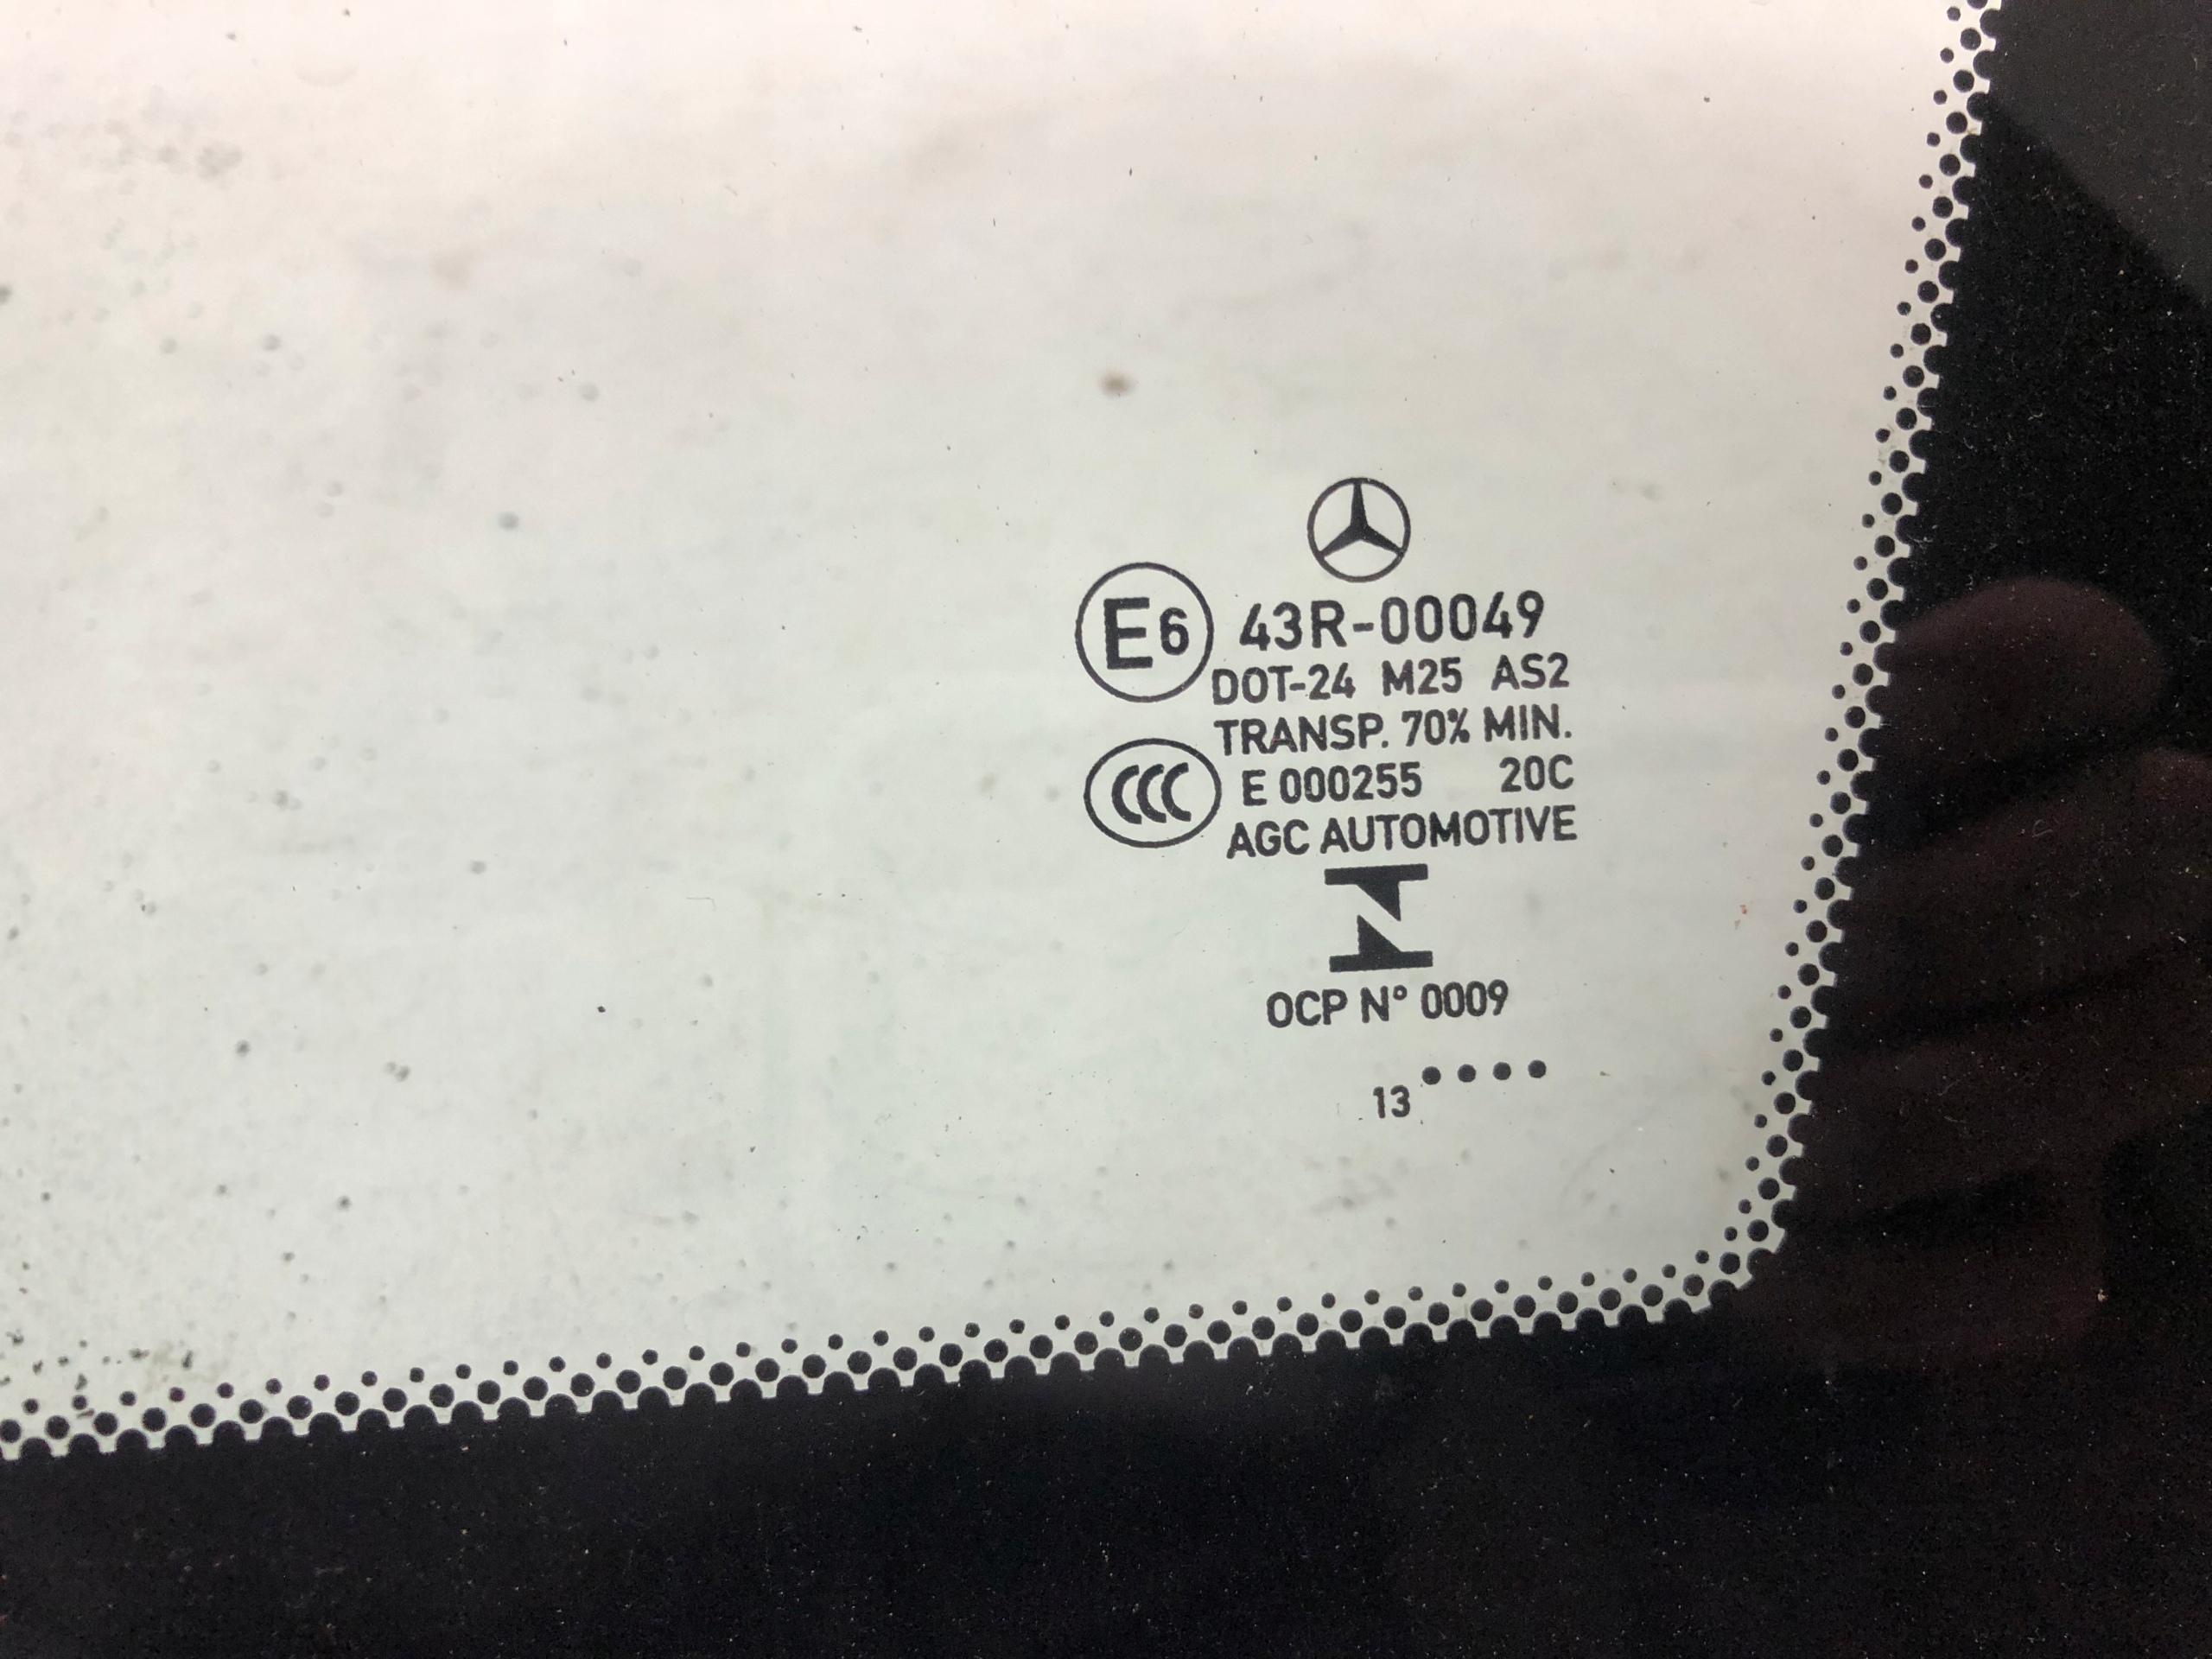 E6 43R-00049
DOT-24 M25 AS2
TRANSP. 70% MIN.
CCC E 000255 20C
AGC AUTOMOTIVE
OCP N° 0009
13 • • • •